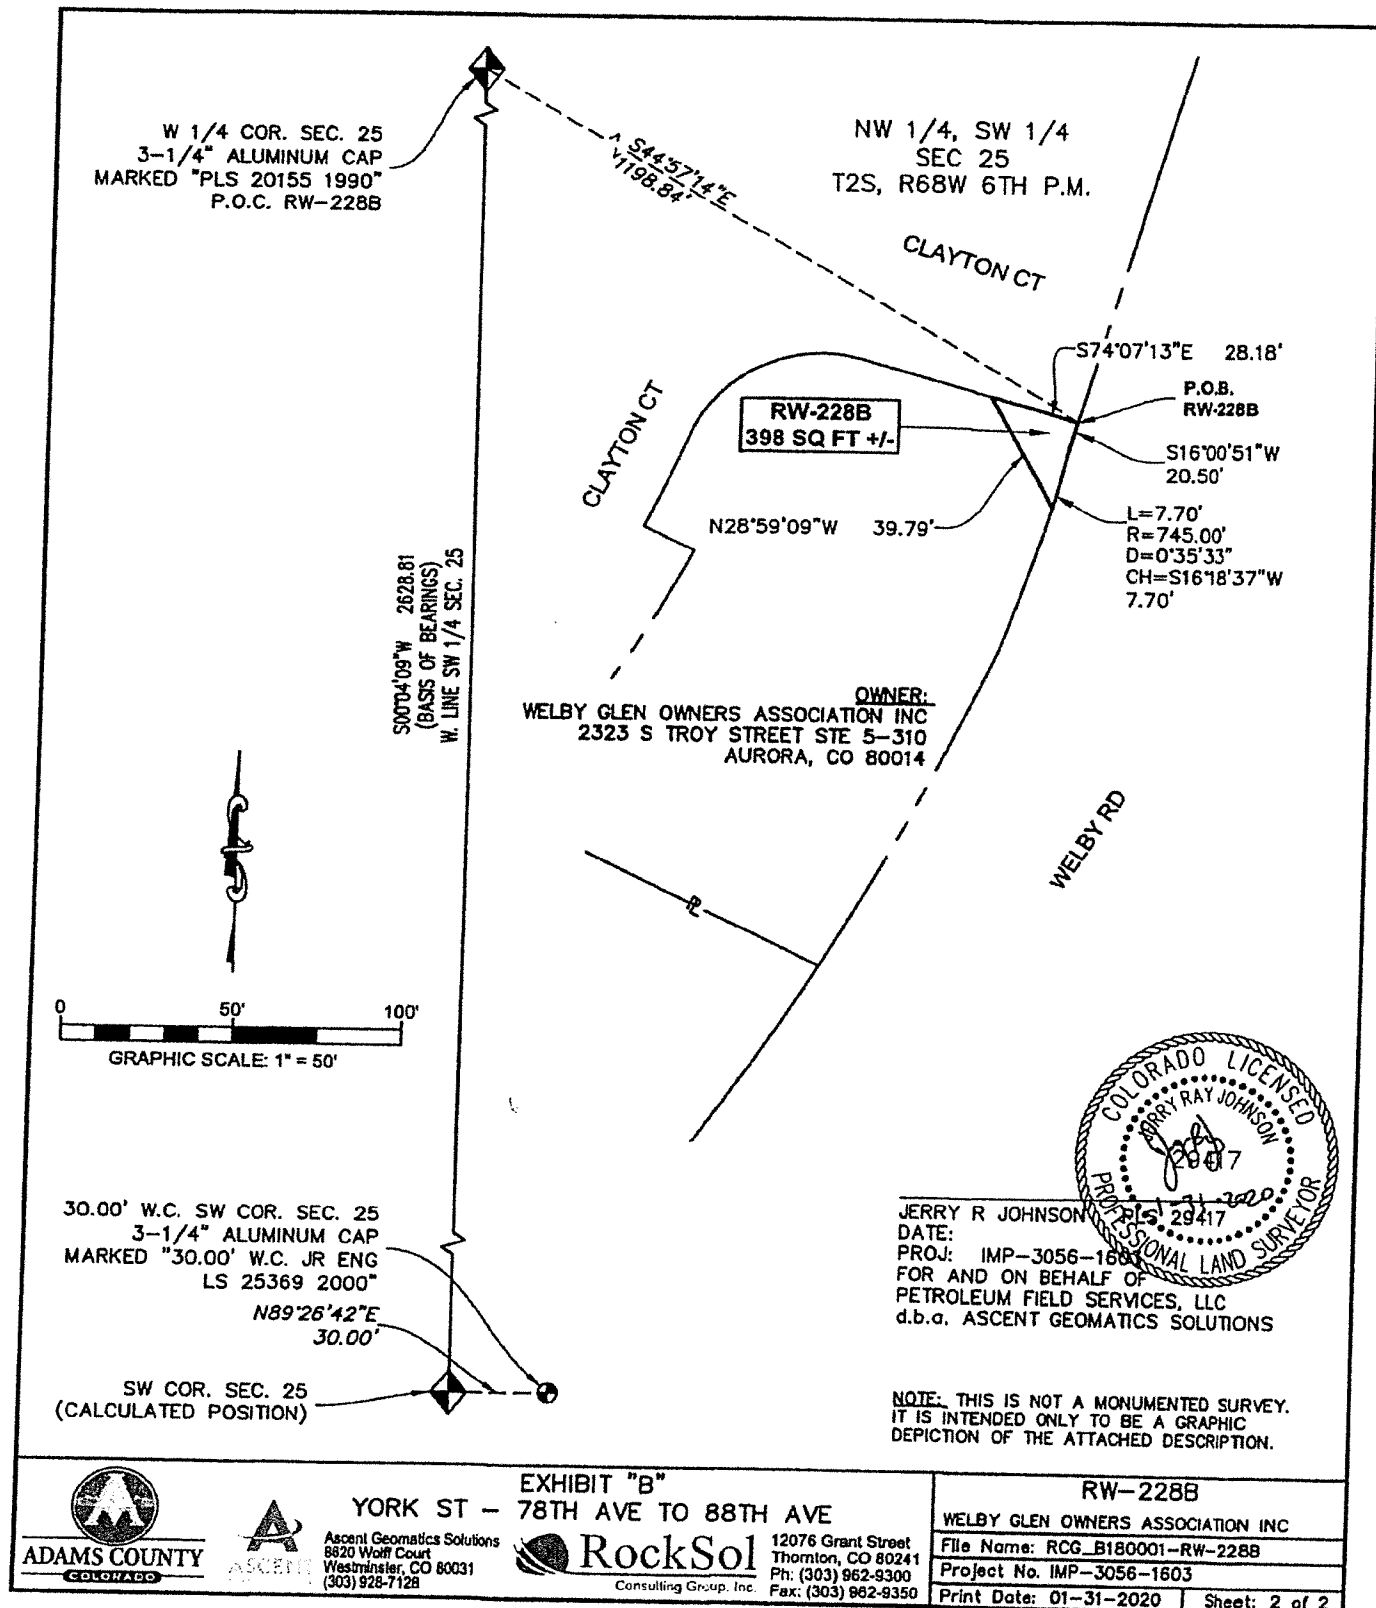 W 1/4 COR. SEC. 25
3-1/4" ALUMINUM CAP
MARKED "PLS 20155 1990"
P.O.C. RW-228B
S44°57'14"E
1198.84'
NW 1/4, SW 1/4
SEC 25
T2S, R68W 6TH P.M.
CLAYTON CT
S74°07'13"E 28.18'
P.O.B.
RW-228B
CLAYTON CT
RW-228B
398 SQ FT +/-
S16°00'51"W
20.50'
N28°59'09"W 39.79'
L=7.70'
R=745.00'
D=0°35'33"
CH=S16°18'37"W
7.70'
S00°04'09"W 2628.81
(BASIS OF BEARINGS)
W. LINE SW 1/4 SEC. 25
OWNER:
WELBY GLEN OWNERS ASSOCIATION INC
2323 S TROY STREET STE 5-310
AURORA, CO 80014
WELBY RD
PL
0 50' 100'
GRAPHIC SCALE: 1" = 50'
COLORADO LICENSED
JERRY RAY JOHNSON
29417
1-31-2020
PROFESSIONAL LAND SURVEYOR
30.00' W.C. SW COR. SEC. 25
3-1/4" ALUMINUM CAP
MARKED "30.00' W.C. JR ENG
LS 25369 2000"
N89°26'42"E
30.00'
SW COR. SEC. 25
(CALCULATED POSITION)
JERRY R JOHNSON PLS 29417
DATE:
PROJ: IMP-3056-1603
FOR AND ON BEHALF OF
PETROLEUM FIELD SERVICES, LLC
d.b.a. ASCENT GEOMATICS SOLUTIONS
NOTE: THIS IS NOT A MONUMENTED SURVEY.
IT IS INTENDED ONLY TO BE A GRAPHIC
DEPICTION OF THE ATTACHED DESCRIPTION.
ADAMS COUNTY
COLORADO
ASCENT
EXHIBIT "B"
YORK ST - 78TH AVE TO 88TH AVE
Ascent Geomatics Solutions
8620 Wolff Court
Westminster, CO 80031
(303) 928-7128
RockSol
Consulting Group, Inc.
12076 Grant Street
Thornton, CO 80241
Ph: (303) 962-9300
Fax: (303) 962-9350
RW-228B
WELBY GLEN OWNERS ASSOCIATION INC
File Name: RCG_B180001-RW-228B
Project No. IMP-3056-1603
Print Date: 01-31-2020 Sheet: 2 of 2